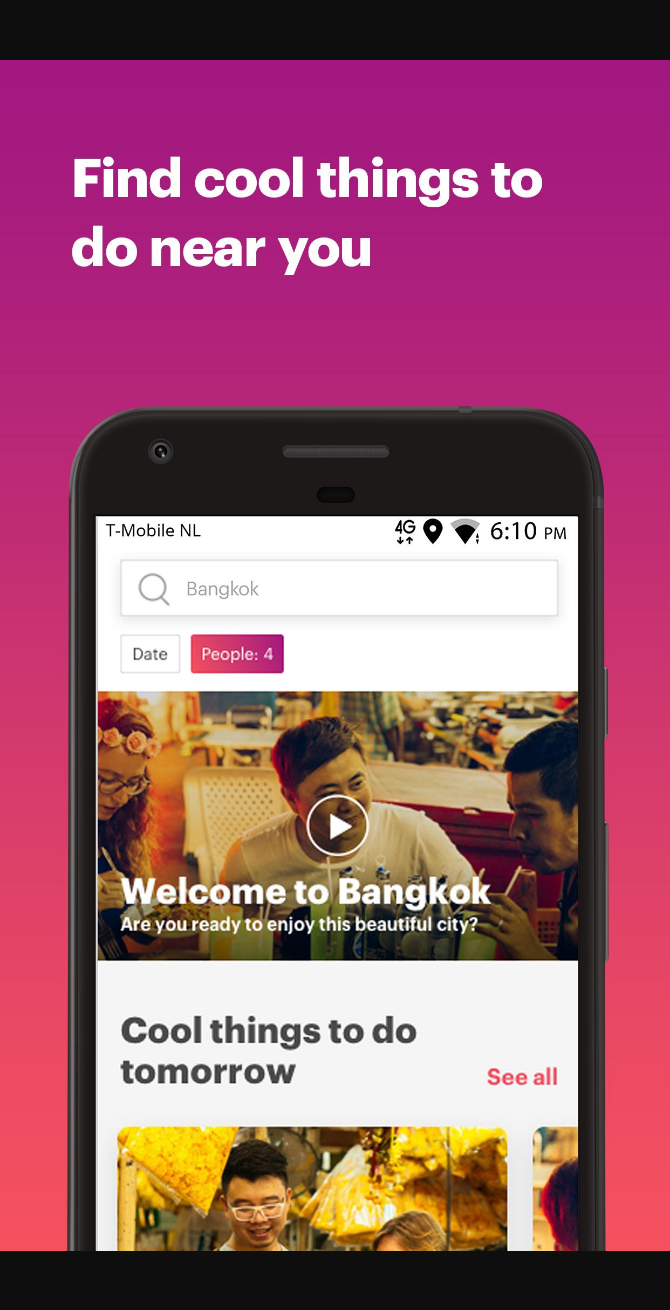 Find cool things to
do near you
T-Mobile NL 4G 6:10 PM
Bangkok
Date People: 4
Welcome to Bangkok
Are you ready to enjoy this beautiful city?
Cool things to do
tomorrow
See all